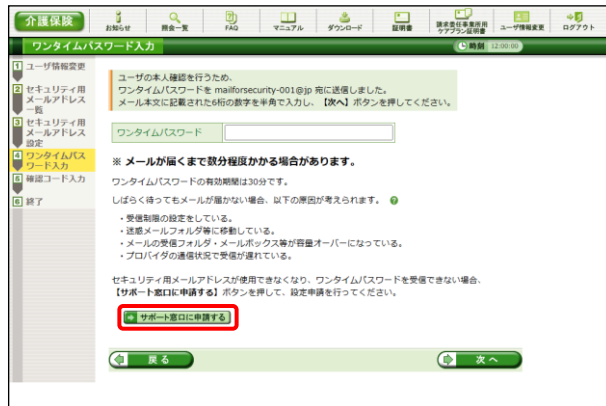 介護保険
お知らせ
照会一覧
FAQ
マニュアル
ダウンロード
証明書
請求委任事業所用
ケアプラン証明書
ユーザ情報変更
ログアウト
ワンタイムパスワード入力
時刻 12:00:00
1 ユーザ情報変更
2 セキュリティ用
メールアドレス
一覧
3 セキュリティ用
メールアドレス
設定
4 ワンタイムパス
ワード入力
5 確認コード入力
6 終了
ユーザの本人確認を行うため、
ワンタイムパスワードを mailforsecurity-001@jp 宛に送信しました。
メール本文に記載された6桁の数字を半角で入力し、【次へ】ボタンを押してください。
ワンタイムパスワード
※ メールが届くまで数分程度かかる場合があります。
ワンタイムパスワードの有効期間は30分です。
しばらく待ってもメールが届かない場合、以下の原因が考えられます。 ?
・受信制限の設定をしている。
・迷惑メールフォルダ等に移動している。
・メールの受信フォルダ・メールボックス等が容量オーバーになっている。
・プロバイダの通信状況で受信が遅れている。
セキュリティ用メールアドレスが使用できなくなり、ワンタイムパスワードを受信できない場合、
【サポート窓口に申請する】ボタンを押して、設定申請を行ってください。
サポート窓口に申請する
戻る
次へ